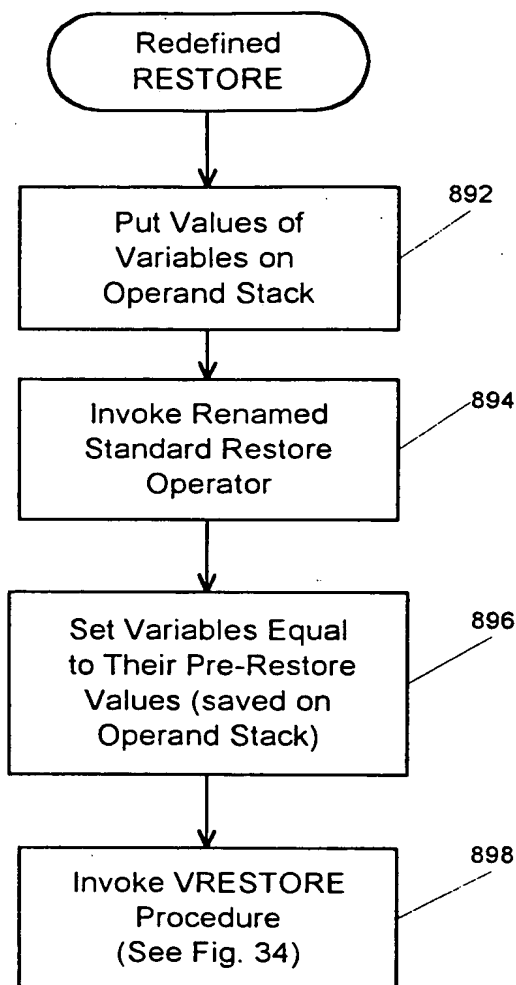 Redefined
RESTORE
892
Put Values of
Variables on
Operand Stack
894
Invoke Renamed
Standard Restore
Operator
896
Set Variables Equal
to Their Pre-Restore
Values (saved on
Operand Stack)
898
Invoke VRESTORE
Procedure
(See Fig. 34)